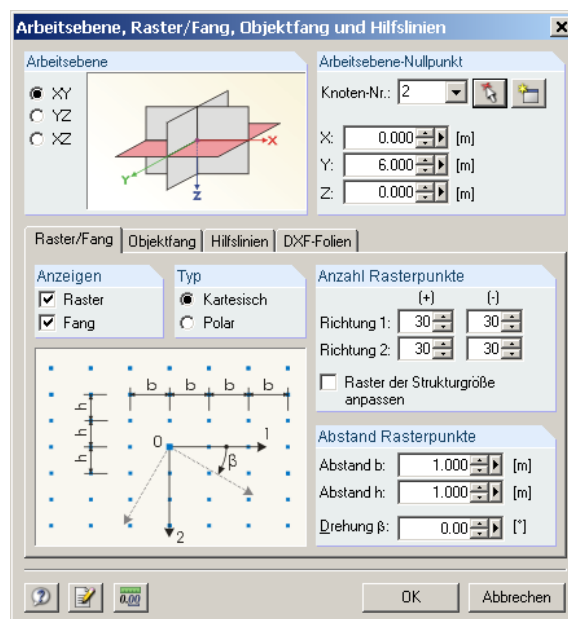 Arbeitsebene, Raster/Fang, Objektfang und Hilfslinien
Arbeitsebene
XY
YZ
XZ
X
Y
Z
Arbeitsebene-Nullpunkt
Knoten-Nr.: 2
X: 0.000 [m]
Y: 6.000 [m]
Z: 0.000 [m]
Raster/Fang Objektfang Hilfslinien DXF-Folien
Anzeigen
Raster
Fang
Typ
Kartesisch
Polar
b b b b
h
h
h
0
1
β
2
Anzahl Rasterpunkte
(+) (-)
Richtung 1: 30 30
Richtung 2: 30 30
Raster der Strukturgröße
anpassen
Abstand Rasterpunkte
Abstand b: 1.000 [m]
Abstand h: 1.000 [m]
Drehung β: 0.00 [°]
0.00
OK Abbrechen